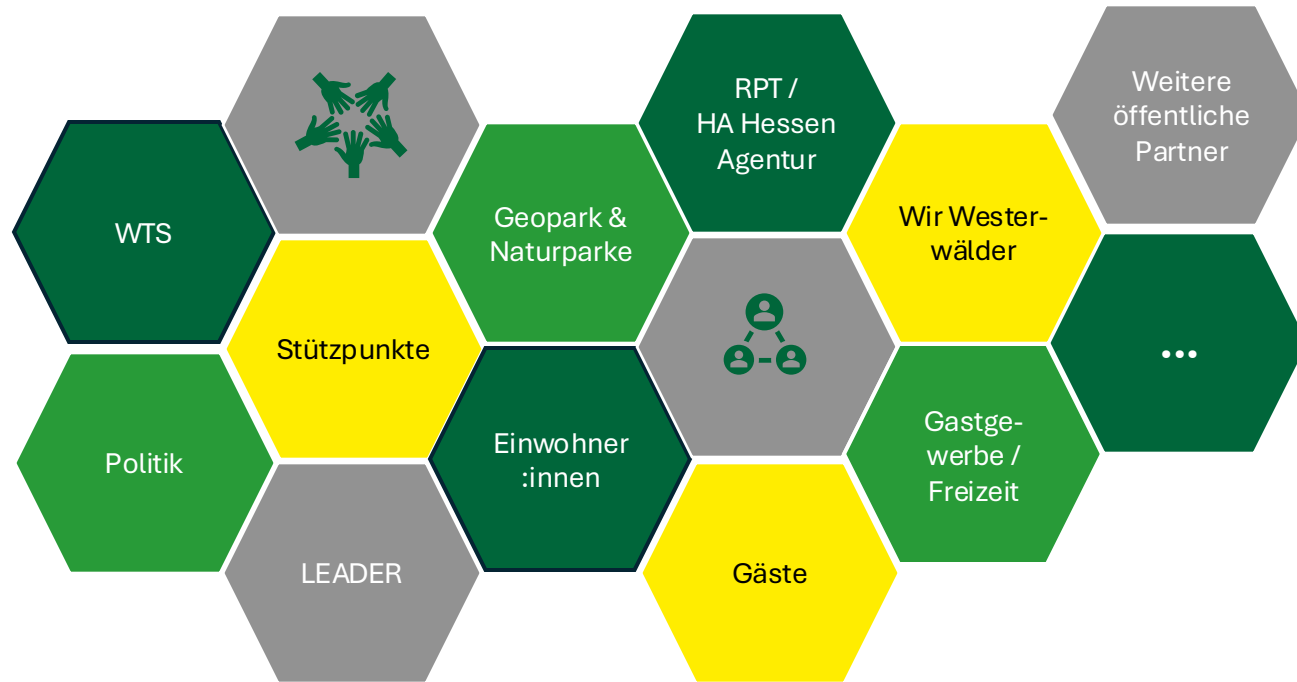 WTS
Politik
Stützpunkte
LEADER
Geopark &
Naturparke
Einwohner
:innen
RPT /
HA Hessen
Agentur
Gäste
Wir Wester-
wälder
Gastge-
werbe /
Freizeit
Weitere
öffentliche
Partner
...